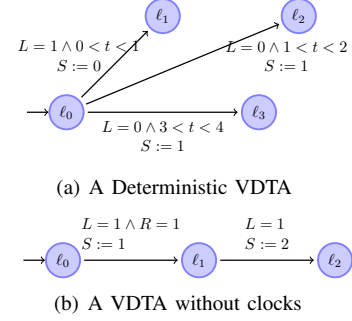 ℓ₁
ℓ₂
L = 1 ∧ 0 < t < 1
S := 0
L = 0 ∧ 1 < t < 2
S := 1
ℓ₀
ℓ₃
L = 0 ∧ 3 < t < 4
S := 1
(a) A Deterministic VDTA
L = 1 ∧ R = 1
S := 1
L = 1
S := 2
ℓ₀
ℓ₁
ℓ₂
(b) A VDTA without clocks